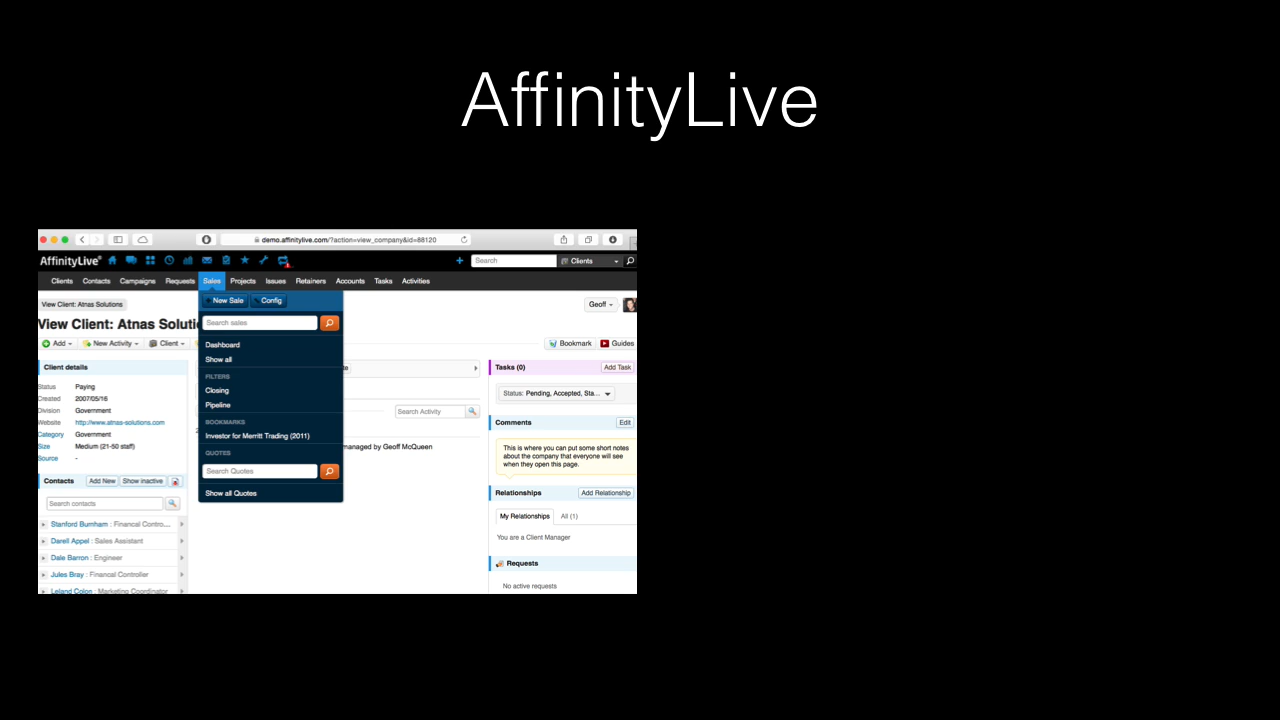 AffinityLive
demo.affinitylive.com/?action=view_company&id=88120
AffinityLive®
Search
Clients
Clients Contacts Campaigns Requests Sales Projects Issues Retainers Accounts Tasks Activities
View Client: Atnas Solutions
New Sale Config
Geoff
View Client: Atnas Soluti
Search sales
Add New Activity Client
Bookmark Guides
Dashboard
Show all
FILTERS
Closing
Pipeline
BOOKMARKS
Investor for Merritt Trading (2011)
QUOTES
Search Quotes
Show all Quotes
Client details
Status Paying
Created 2007/05/16
Division Government
Website http://www.atnas-solutions.com
Category Government
Size Medium (21-50 staff)
Source -
Contacts Add New Show inactive
Search contacts
Stanford Burnham : Financal Contro...
Darell Appel : Sales Assistant
Dale Barron : Engineer
Jules Bray : Financal Controller
Leland Colon : Marketing Coordinator
Search Activity
managed by Geoff McQueen
Tasks (0) Add Task
Status: Pending, Accepted, Sta...
Comments Edit
This is where you can put some short notes
about the company that everyone will see
when they open this page.
Relationships Add Relationship
My Relationships All (1)
You are a Client Manager
Requests
No active requests